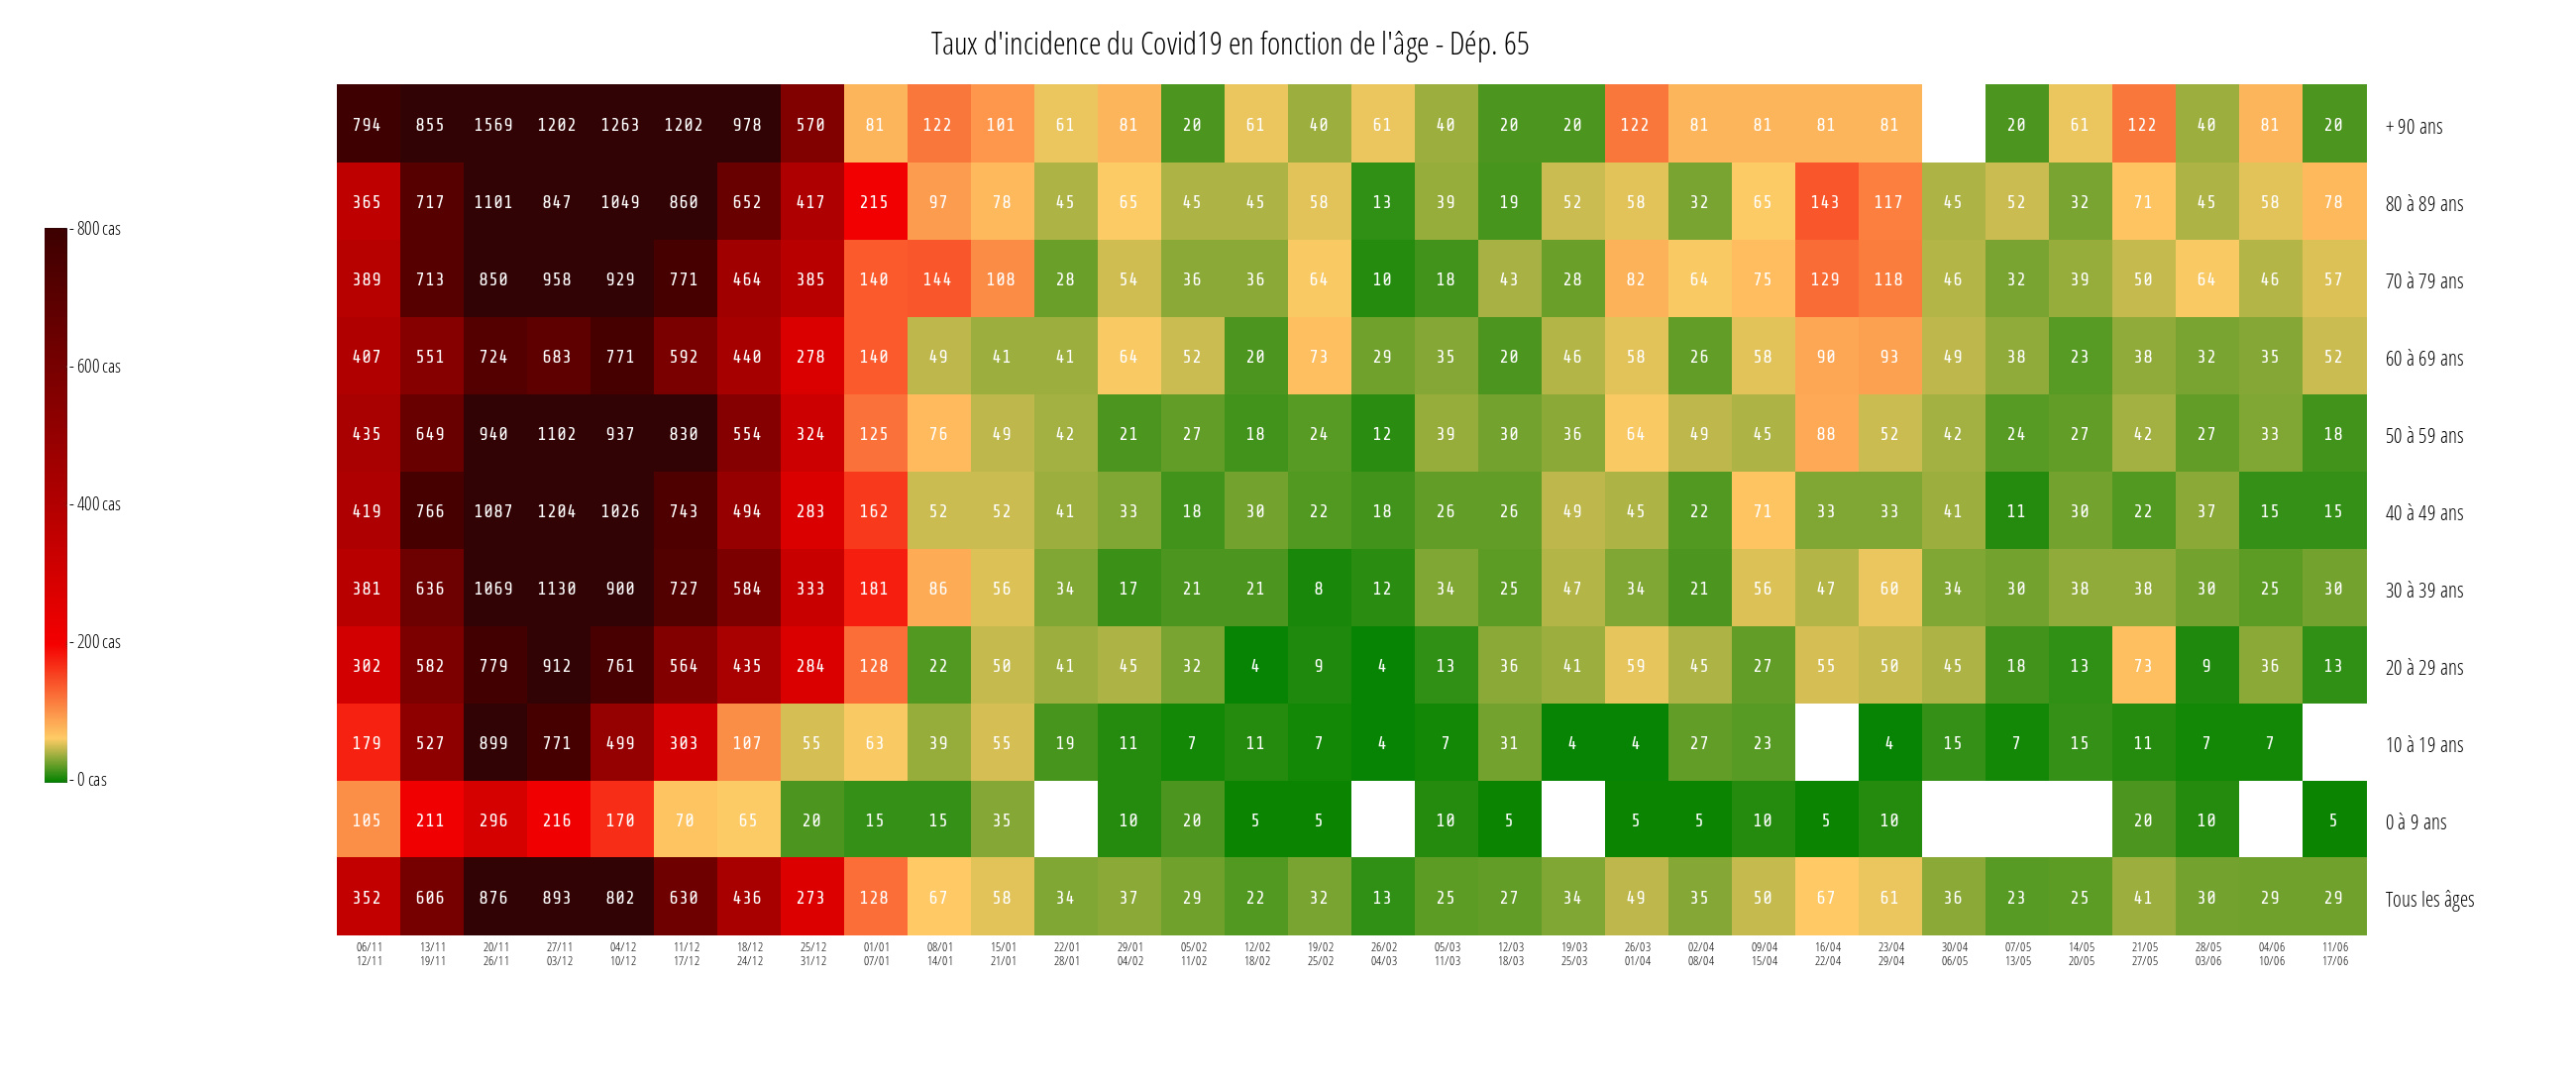 Taux d'incidence du Covid19 en fonction de l'âge - Dép. 65
- 800 cas
- 600 cas
- 400 cas
- 200 cas
- 0 cas
794 855 1569 1202 1263 1202 978 570 81 122 101 61 81 20 61 40 61 40 20 20 122 81 81 81 81 20 61 122 40 81 20 + 90 ans
365 717 1101 847 1049 860 652 417 215 97 78 45 65 45 45 58 13 39 19 52 58 32 65 143 117 45 52 32 71 45 58 78 80 à 89 ans
389 713 850 958 929 771 464 385 140 144 108 28 54 36 36 64 10 18 43 28 82 64 75 129 118 46 32 39 50 64 46 57 70 à 79 ans
407 551 724 683 771 592 440 278 140 49 41 41 64 52 20 73 29 35 20 46 58 26 58 90 93 49 38 23 38 32 35 52 60 à 69 ans
435 649 940 1102 937 830 554 324 125 76 49 42 21 27 18 24 12 39 30 36 64 49 45 88 52 42 24 27 42 27 33 18 50 à 59 ans
419 766 1087 1204 1026 743 494 283 162 52 52 41 33 18 30 22 18 26 26 49 45 22 71 33 33 41 11 30 22 37 15 15 40 à 49 ans
381 636 1069 1130 900 727 584 333 181 86 56 34 17 21 21 8 12 34 25 47 34 21 56 47 60 34 30 38 38 30 25 30 30 à 39 ans
302 582 779 912 761 564 435 284 128 22 50 41 45 32 4 9 4 13 36 41 59 45 27 55 50 45 18 13 73 9 36 13 20 à 29 ans
179 527 899 771 499 303 107 55 63 39 55 19 11 7 11 7 4 7 31 4 4 27 23 4 15 7 15 11 7 7 10 à 19 ans
105 211 296 216 170 70 65 20 15 15 35 10 20 5 5 10 5 5 5 10 5 10 20 10 5 0 à 9 ans
352 606 876 893 802 630 436 273 128 67 58 34 37 29 22 32 13 25 27 34 49 35 50 67 61 36 23 25 41 30 29 29 Tous les âges
06/11 13/11 20/11 27/11 04/12 11/12 18/12 25/12 01/01 08/01 15/01 22/01 29/01 05/02 12/02 19/02 26/02 05/03 12/03 19/03 26/03 02/04 09/04 16/04 23/04 30/04 07/05 14/05 21/05 28/05 04/06 11/06
12/11 19/11 26/11 03/12 10/12 17/12 24/12 31/12 07/01 14/01 21/01 28/01 04/02 11/02 18/02 25/02 04/03 11/03 18/03 25/03 01/04 08/04 15/04 22/04 29/04 06/05 13/05 20/05 27/05 03/06 10/06 17/06